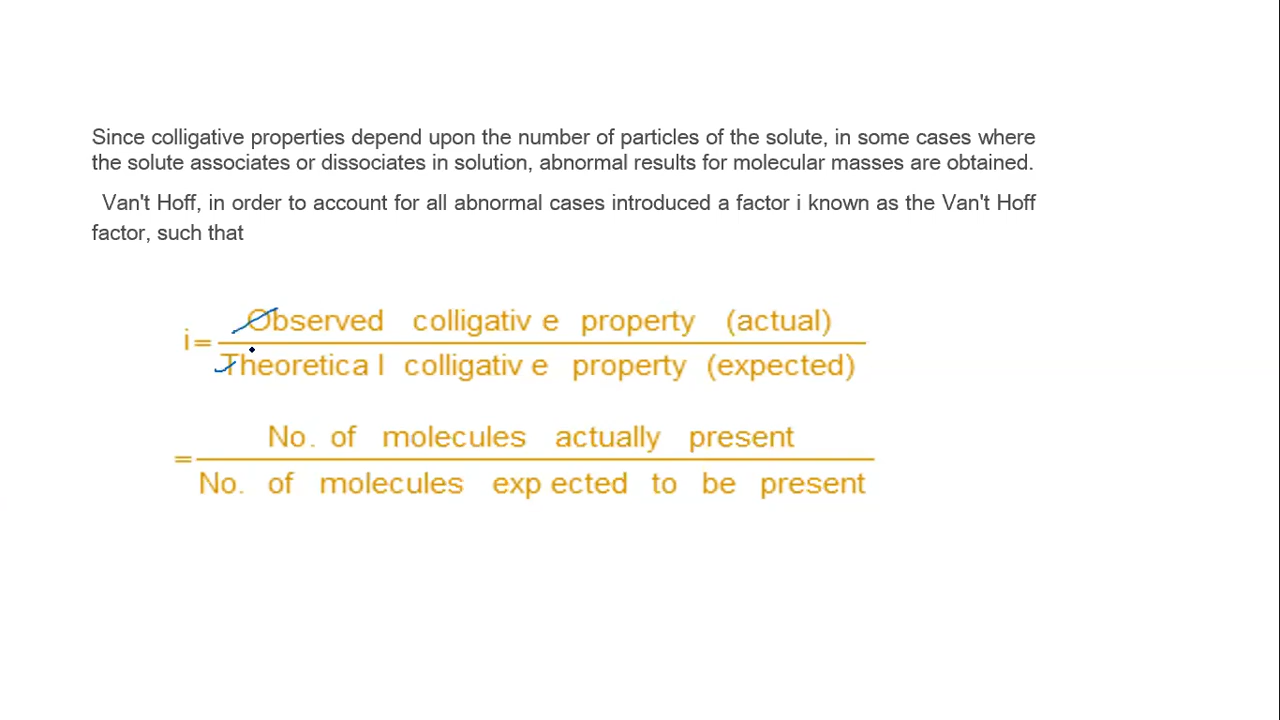 Since colligative properties depend upon the number of particles of the solute, in some cases where
the solute associates or dissociates in solution, abnormal results for molecular masses are obtained.
Van't Hoff, in order to account for all abnormal cases introduced a factor i known as the Van't Hoff
factor, such that
Observed colligativ e property (actual)
i=
Theoretica l colligativ e property (expected)
No. of molecules actually present
=
No. of molecules exp ected to be present